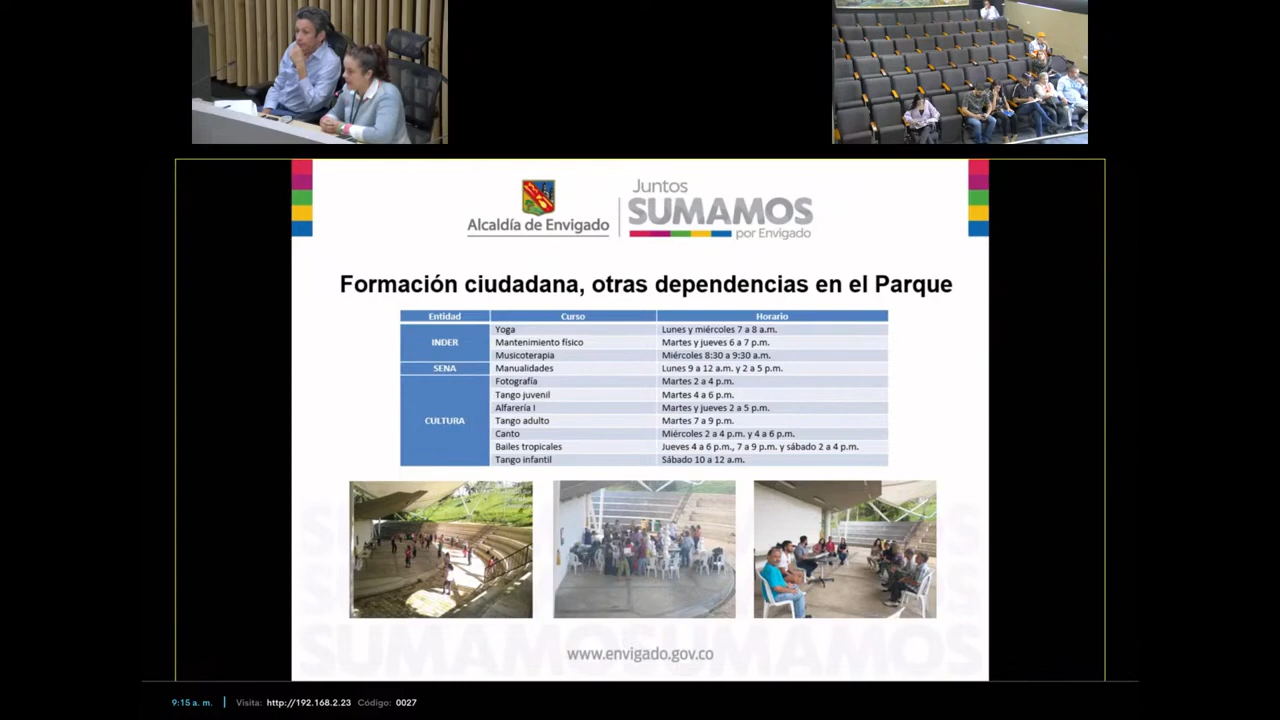 Alcaldía de Envigado
Juntos
SUMAMOS
por Envigado
Formación ciudadana, otras dependencias en el Parque
Entidad Curso Horario
INDER
Yoga Lunes y miércoles 7 a 8 a.m.
Mantenimiento físico Martes y jueves 6 a 7 p.m.
Musicoterapia Miércoles 8:30 a 9:30 a.m.
SENA Manualidades Lunes 9 a 12 a.m. y 2 a 5 p.m.
CULTURA
Fotografía Martes 2 a 4 p.m.
Tango juvenil Martes 4 a 6 p.m.
Alfarería I Martes y jueves 2 a 5 p.m.
Tango adulto Martes 7 a 9 p.m.
Canto Miércoles 2 a 4 p.m. y 4 a 6 p.m.
Bailes tropicales Jueves 4 a 6 p.m., 7 a 9 p.m. y sábado 2 a 4 p.m.
Tango infantil Sábado 10 a 12 a.m.
SUMAMOS SUMAMOS
www.envigado.gov.co
9:15 a. m. | Visita: http://192.168.2.23 Código: 0027